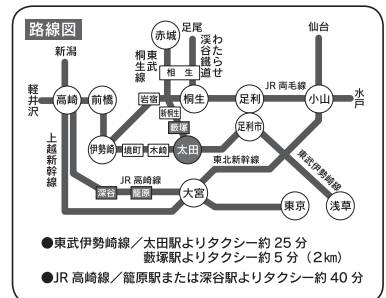 路線図
新潟
赤城
足尾
わたらせ
渓谷鐵道
東武
桐生線
仙台
相生
軽井沢
高崎
前橋
岩宿
桐生
足利
JR 両毛線
小山
水戸
新桐生
藪塚
足利市
伊勢崎
境町
木崎
太田
上越新幹線
東北新幹線
東武伊勢崎線
JR 高崎線
深谷
籠原
大宮
東京
浅草
●東武伊勢崎線／太田駅よりタクシー約 25 分
藪塚駅よりタクシー約 5 分（2㎞）
●JR 高崎線／籠原駅または深谷駅よりタクシー約 40 分